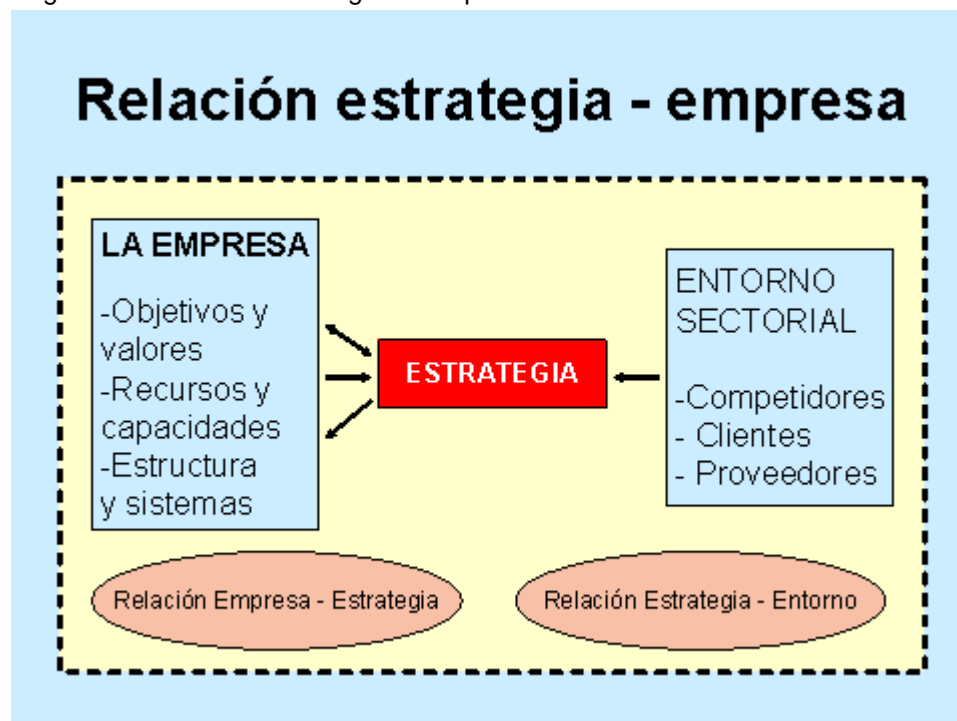 Relación estrategia - empresa
LA EMPRESA
-Objetivos y
valores
-Recursos y
capacidades
-Estructura
y sistemas
ESTRATEGIA
ENTORNO
SECTORIAL
-Competidores
- Clientes
- Proveedores
Relación Empresa - Estrategia
Relación Estrategia - Entorno